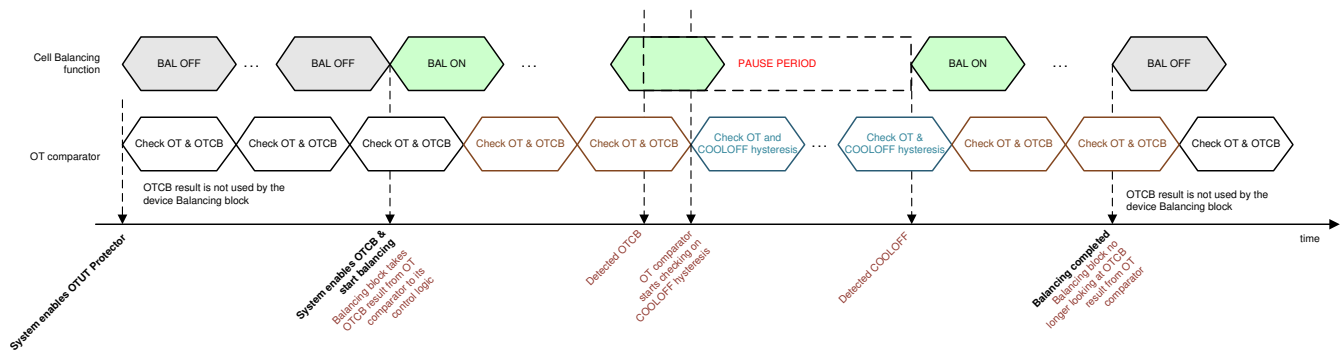 Cell Balancing
function
BAL OFF
...
BAL OFF
BAL ON
...
PAUSE PERIOD
BAL ON
...
BAL OFF
OT comparator
Check OT & OTCB
Check OT & OTCB
Check OT & OTCB
Check OT & OTCB
Check OT & OTCB
Check OT and
COOLOFF hysteresis
...
Check OT &
COOLOFF hysteresis
Check OT & OTCB
Check OT & OTCB
Check OT & OTCB
OTCB result is not used by the
device Balancing block
OTCB result is not used by the
device Balancing block
time
System enables OTUT Protector
System enables OTCB &
start balancing
Balancing block takes
OTCB result from OT
comparator to its
control logic
Detected OTCB
OT comparator
starts checking on
COOLOFF hysteresis
Detected COOLOFF
Balancing completed
Balancing block no
longer looking at OTCB
result from OT
comparator